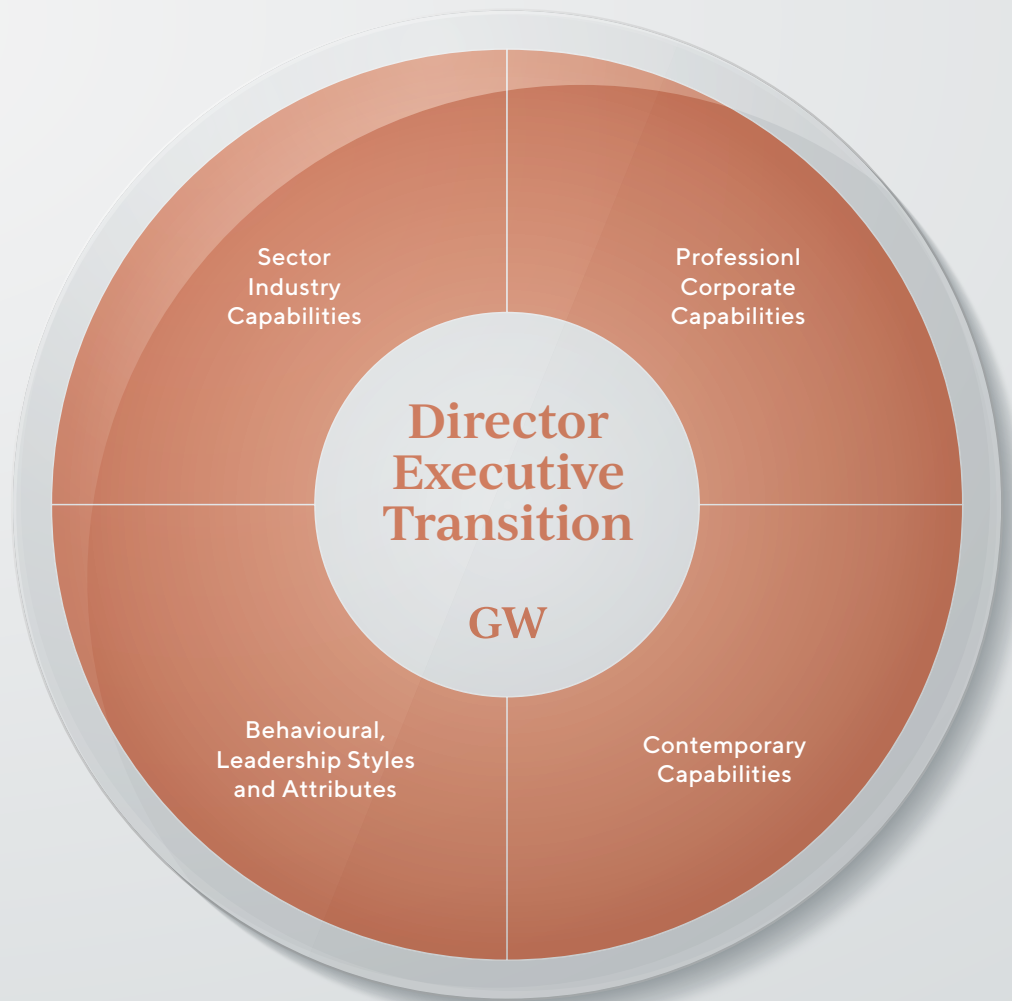 Sector
Industry
Capabilities
Professionl
Corporate
Capabilities
Director
Executive
Transition
GW
Behavioural,
Leadership Styles
and Attributes
Contemporary
Capabilities